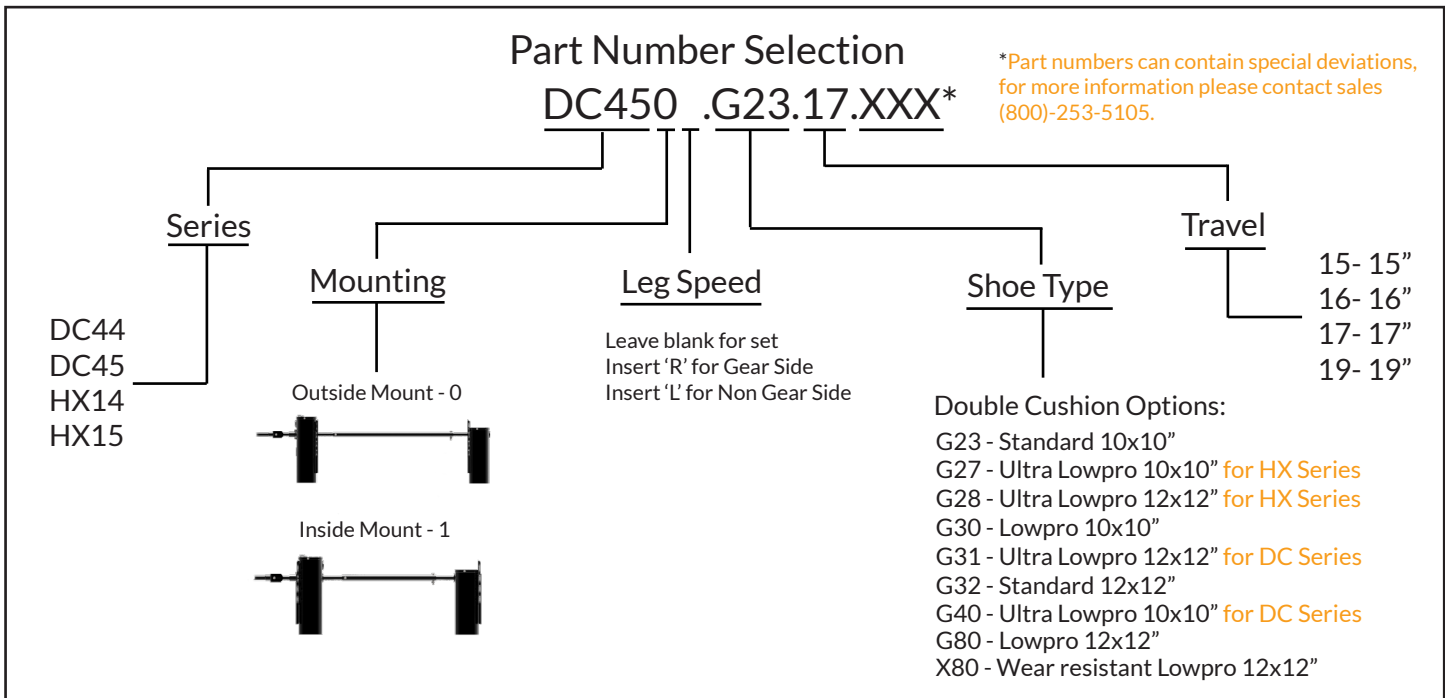 Part Number Selection
DC450 .G23.17.XXX*
*Part numbers can contain special deviations,
for more information please contact sales
(800)-253-5105.
Series
DC44
DC45
HX14
HX15
Mounting
Outside Mount - 0
Inside Mount - 1
Leg Speed
Leave blank for set
Insert ‘R’ for Gear Side
Insert ‘L’ for Non Gear Side
Shoe Type
Double Cushion Options:
G23 - Standard 10x10”
G27 - Ultra Lowpro 10x10” for HX Series
G28 - Ultra Lowpro 12x12” for HX Series
G30 - Lowpro 10x10”
G31 - Ultra Lowpro 12x12” for DC Series
G32 - Standard 12x12”
G40 - Ultra Lowpro 10x10” for DC Series
G80 - Lowpro 12x12”
X80 - Wear resistant Lowpro 12x12”
Travel
15- 15”
16- 16”
17- 17”
19- 19”